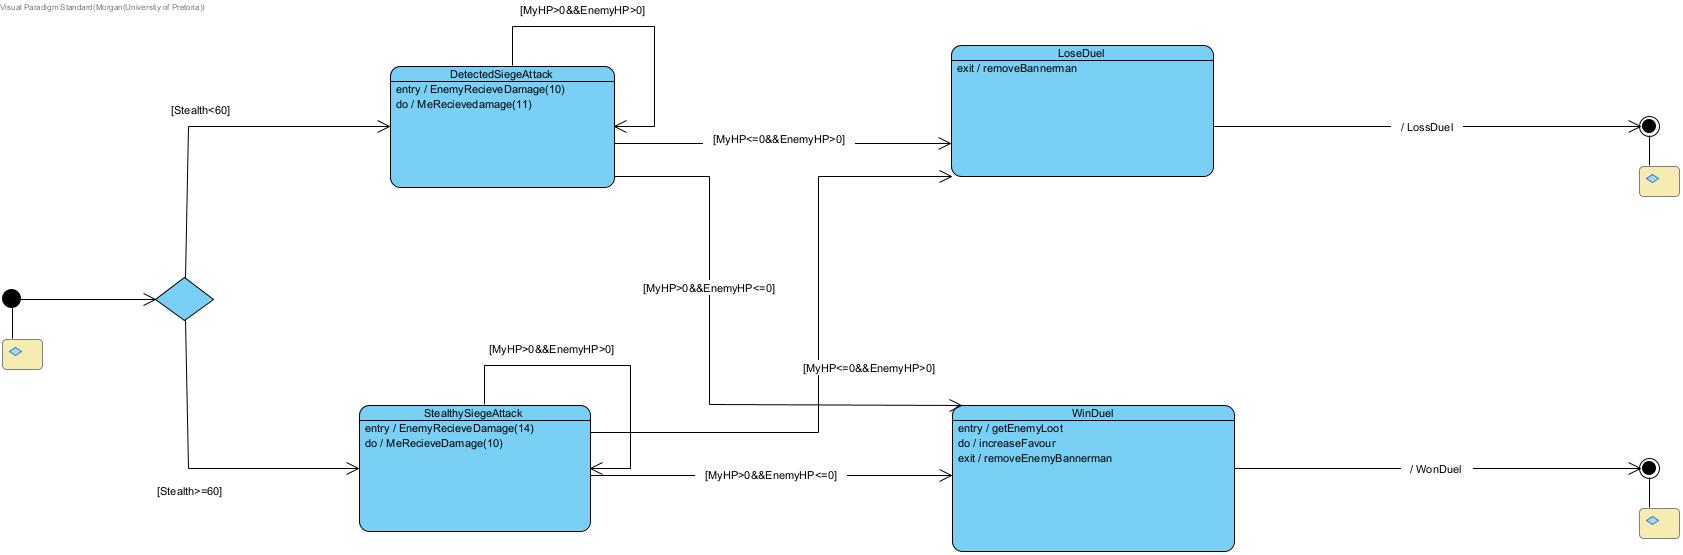 Visual Paradigm Standard(Morgan(University of Pretoria))
[MyHP>0&&EnemyHP>0]
DetectedSiegeAttack
entry / EnemyRecieveDamage(10)
do / MeRecievedamage(11)
LoseDuel
exit / removeBannerman
[Stealth<60]
[MyHP<=0&&EnemyHP>0]
/ LossDuel
[MyHP>0&&EnemyHP<=0]
[MyHP>0&&EnemyHP>0]
[MyHP<=0&&EnemyHP>0]
StealthySiegeAttack
entry / EnemyRecieveDamage(14)
do / MeRecieveDamage(10)
WinDuel
entry / getEnemyLoot
do / increaseFavour
exit / removeEnemyBannerman
[MyHP>0&&EnemyHP<=0]
/ WonDuel
[Stealth>=60]